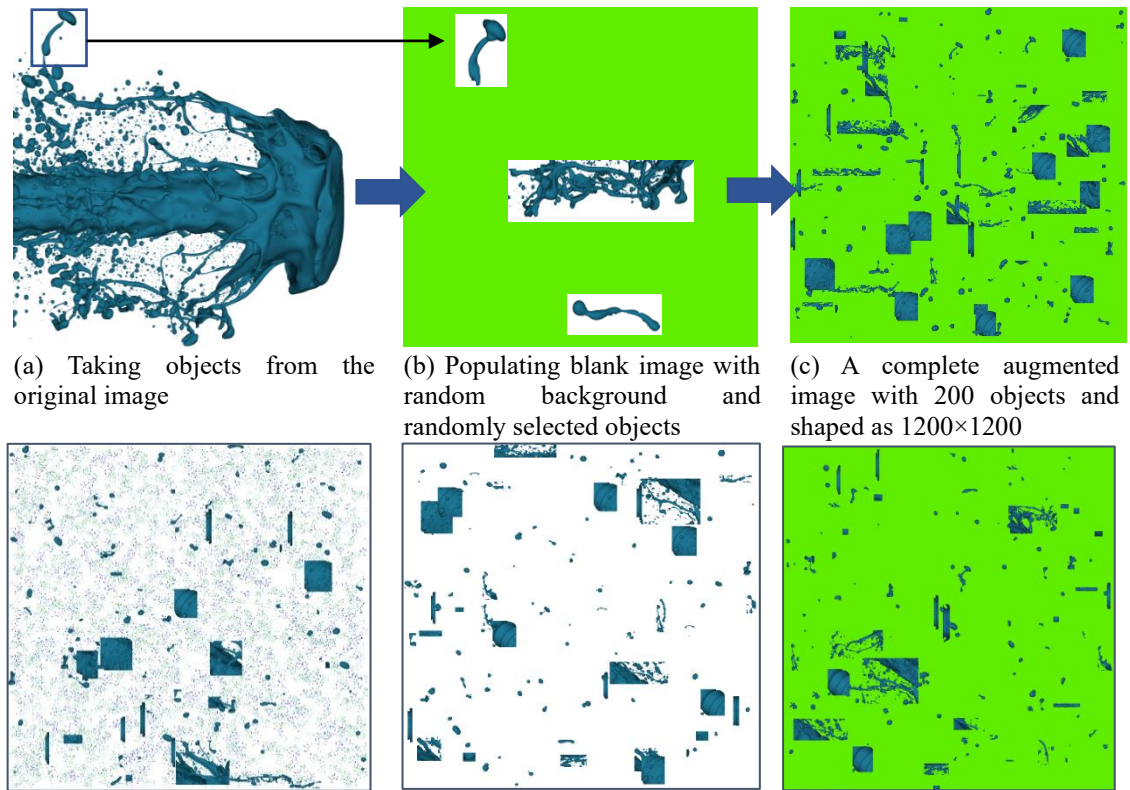 (a) Taking objects from the
original image
(b) Populating blank image with
random background and
randomly selected objects
(c) A complete augmented
image with 200 objects and
shaped as 1200×1200